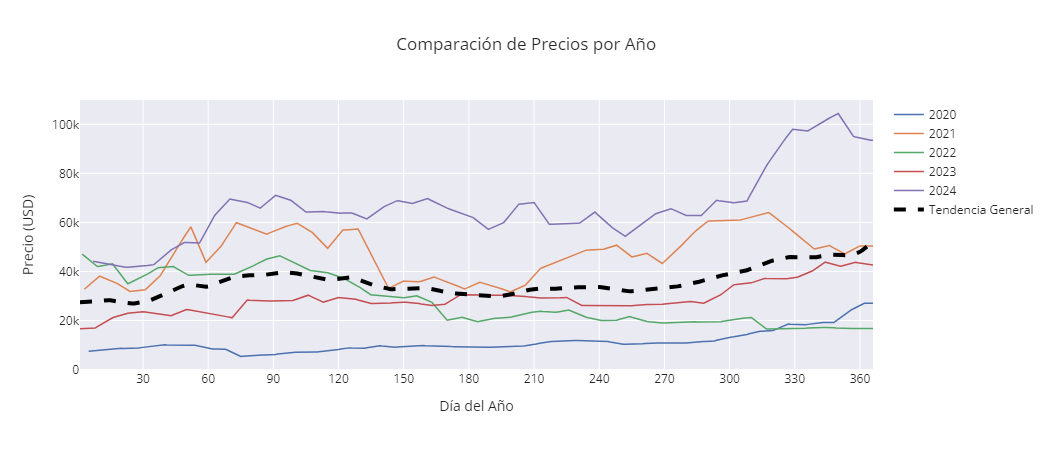 Comparación de Precios por Año
Precio (USD)
100k
80k
60k
40k
20k
0
30 60 90 120 150 180 210 240 270 300 330 360
Día del Año
2020
2021
2022
2023
2024
Tendencia General